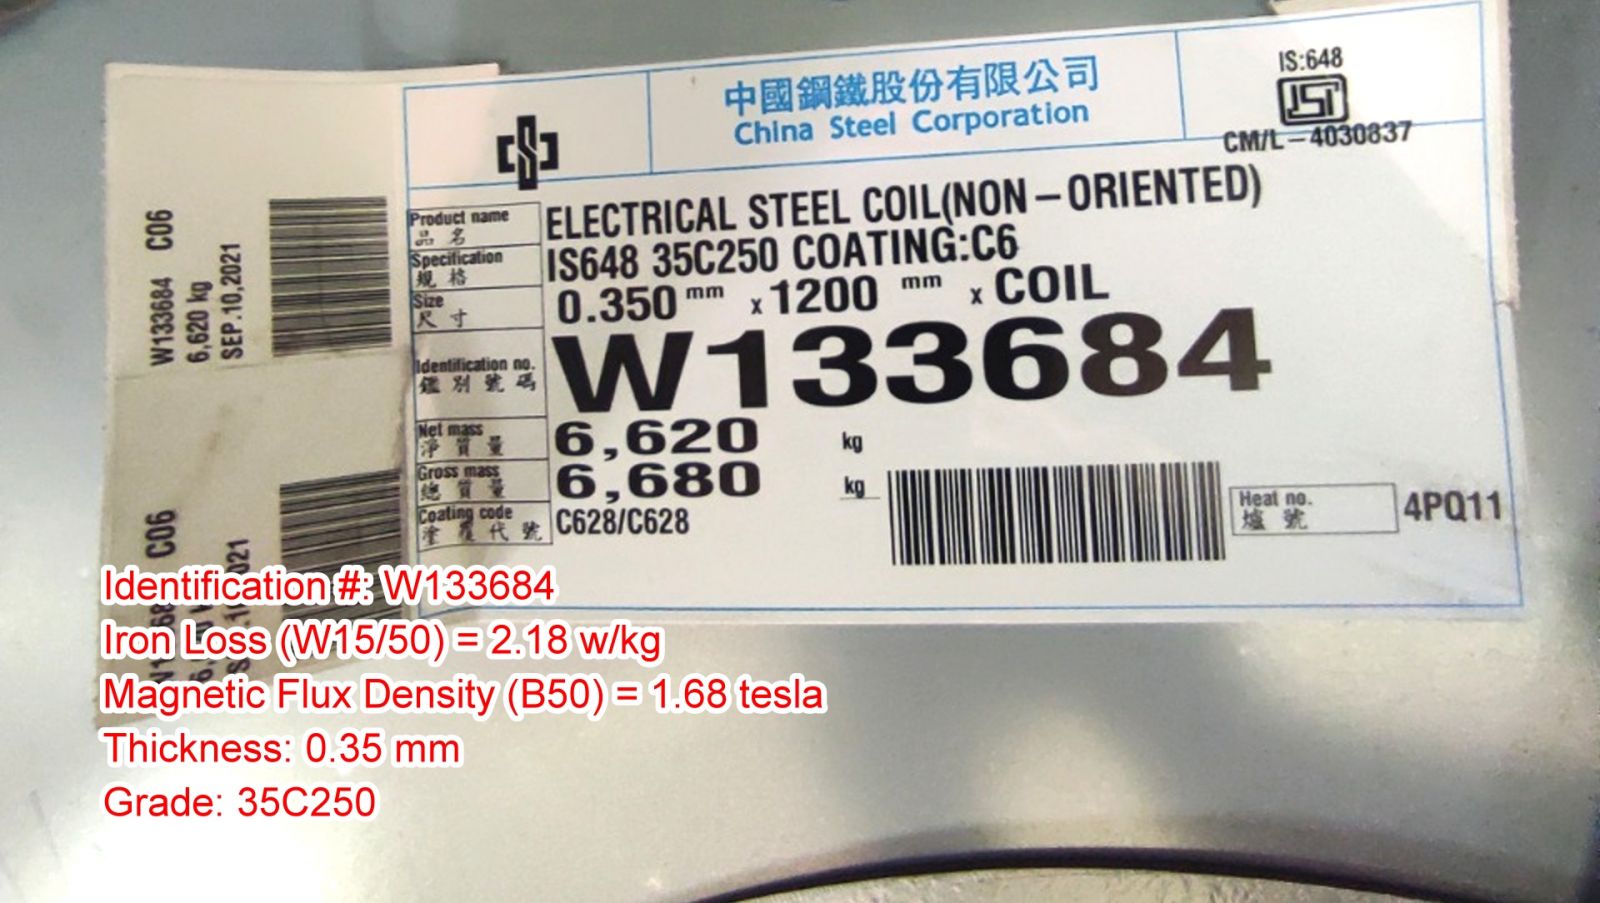 W133684 C06
6,620 kg
SEP.10,2021
C06
中國鋼鐵股份有限公司
China Steel Corporation
IS:648
ISI
CM/L-4030837
Product name
品名
ELECTRICAL STEEL COIL(NON-ORIENTED)
Specification
規格
IS648 35C250 COATING:C6
Size
尺寸
0.350 mm x 1200 mm x COIL
Identification no.
鑑別號碼
W133684
Net mass
淨質量
6,620 kg
Gross mass
總質量
6,680 kg
Coating code
塗覆代號
C628/C628
Heat no.
爐號
4PQ11
Identification #: W133684
Iron Loss (W15/50) = 2.18 w/kg
Magnetic Flux Density (B50) = 1.68 tesla
Thickness: 0.35 mm
Grade: 35C250